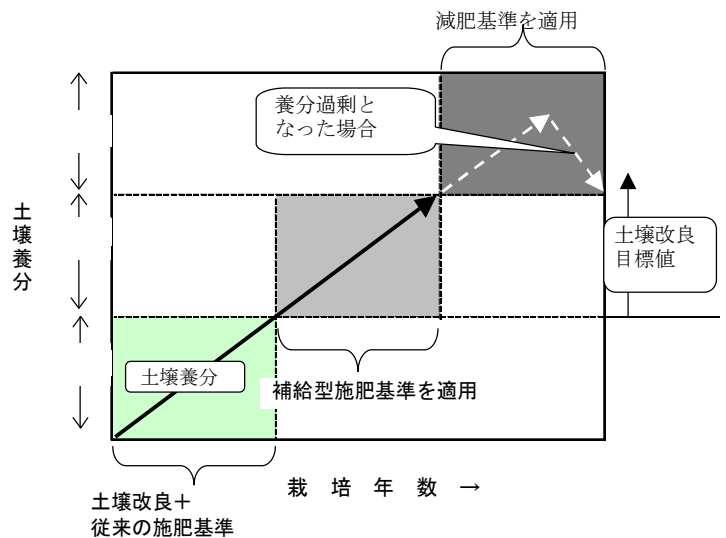 減肥基準を適用
養分過剰と
なった場合
土壌養分
土壌改良
目標値
土壌養分
補給型施肥基準を適用
栽 培 年 数 →
土壌改良＋
従来の施肥基準